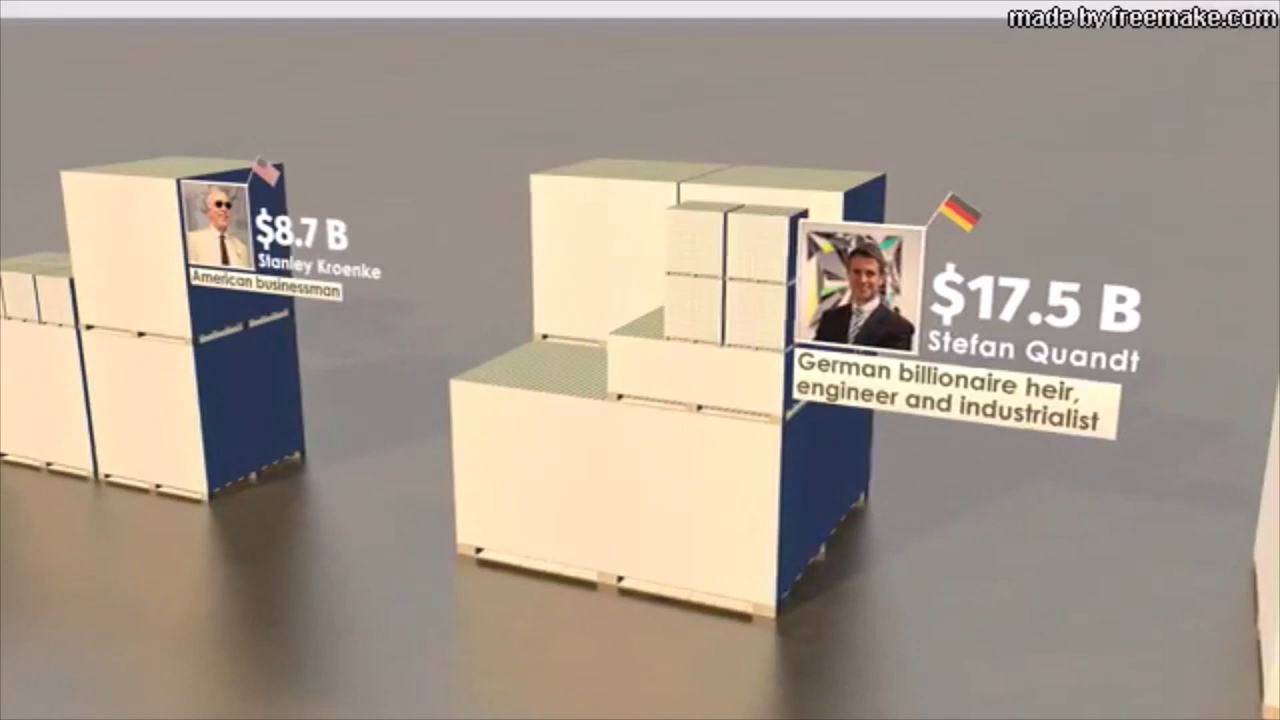 made by freemake.com
$8.7 B
Stanley Kroenke
American businessman
$17.5 B
Stefan Quandt
German billionaire heir,
engineer and industrialist